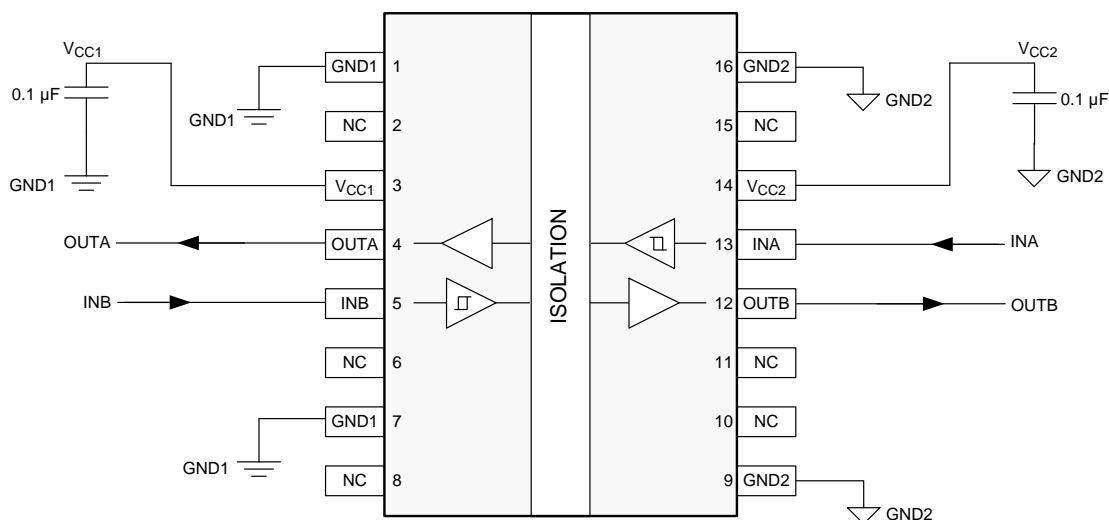 VCC1
0.1 µF
GND1
GND1
GND1 1
NC 2
VCC1 3
OUTA OUTA 4
INB INB 5
NC 6
GND1
GND1 7
NC 8
ISOLATION
16 GND2
GND2
15 NC
VCC2
0.1 µF
GND2
14 VCC2
13 INA INA
12 OUTB OUTB
11 NC
10 NC
9 GND2
GND2